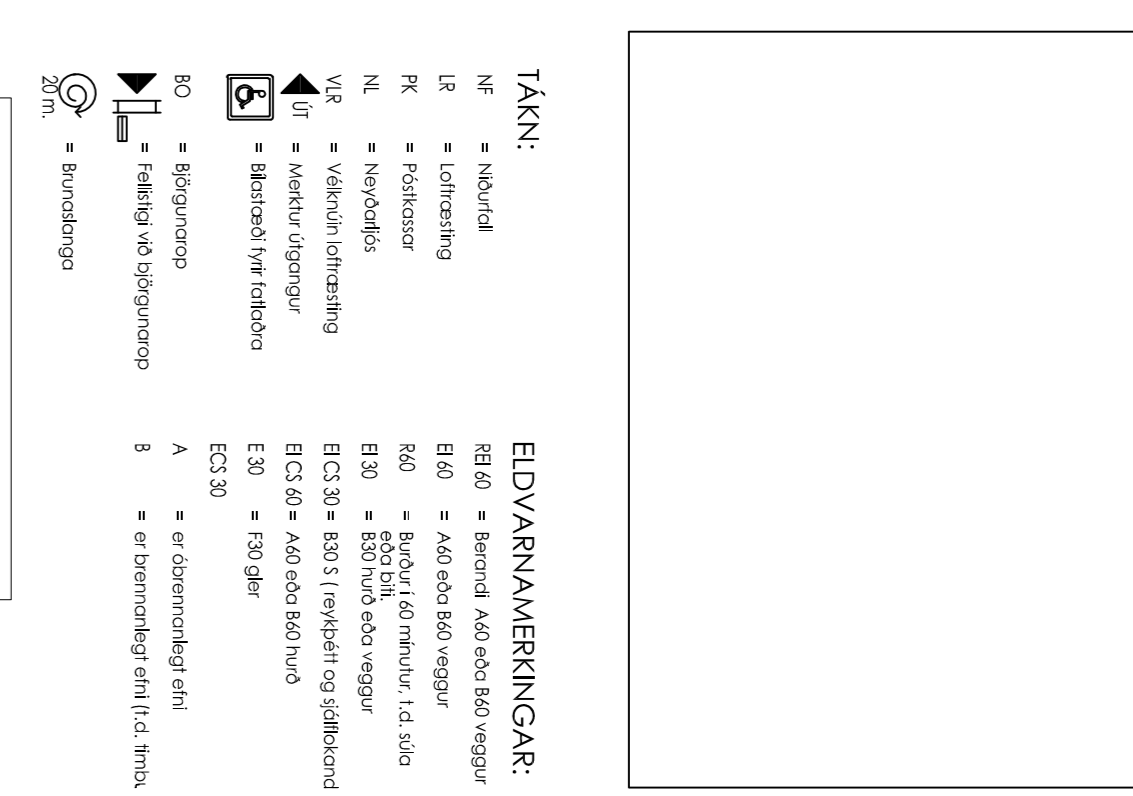 TÁKN:
NF = Niðurfall
LR = Loftræsting
PK = Póstkassar
NL = Neyðarljós
VLR = Vélknúin loftræsting
ÚT = Merktur útgangur
= Bílastæði fyrir fatlaðra
BO = Björgunarop
= Fellistigi við björgunarop
20 m. = Brunaslanga
ELDVARNAMERKINGAR:
REI 60 = Berandi A60 eða B60 veggur
EI 60 = A60 eða B60 veggur
R60 = Burður í 60 mínutur, t.d. súla
eða biti.
EI 30 = B30 hurð eða veggur
EI CS 30 = B30 S ( reykþétt og sjálflokand
EI CS 60 = A60 eða B60 hurð
E 30 = F30 gler
ECS 30
A = er óbrennanlegt efni
B = er brennanlegt efni (t.d. timbu